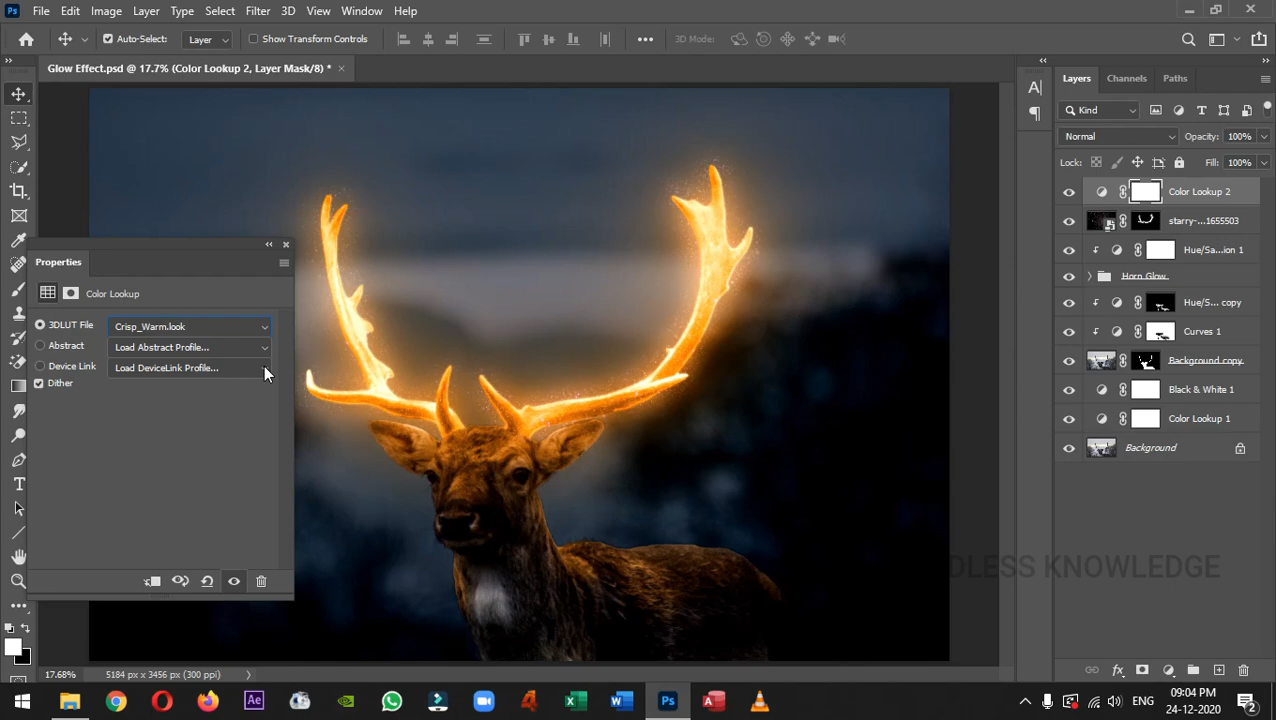 Ps File Edit Image Layer Type Select Filter 3D View Window Help
Auto-Select: Layer Show Transform Controls 3D Mode:
Glow Effect.psd @ 17.7% (Color Lookup 2, Layer Mask/8) * ×
Properties
Color Lookup
3DLUT File Crisp_Warm.look
Abstract Load Abstract Profile...
Device Link Load DeviceLink Profile...
Dither
Layers Channels Paths
Kind
Normal Opacity: 100%
Lock: Fill: 100%
Color Lookup 2
starry-...1655503
Hue/Sa...ion 1
Horn Glow
Hue/S... copy
Curves 1
Background copy
Black & White 1
Color Lookup 1
Background
DLESS KNOWLEDGE
17.68% 5184 px x 3456 px (300 ppi)
Ae
Ps
ENG
09:04 PM
24-12-2020
2